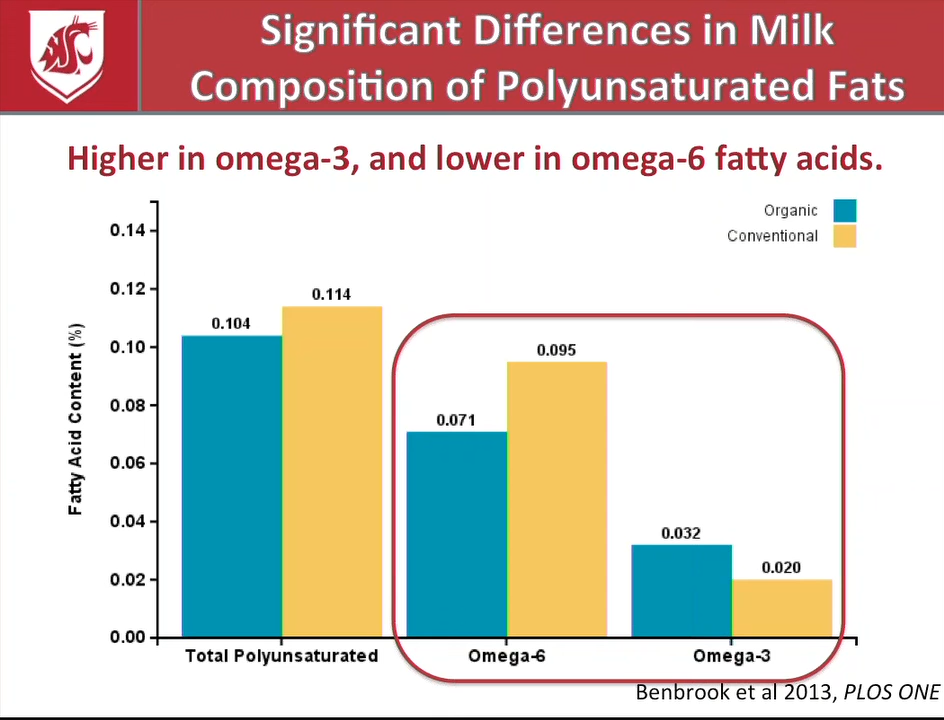 Significant Differences in Milk
Composition of Polyunsaturated Fats
Higher in omega-3, and lower in omega-6 fatty acids.
Organic
Conventional
Fatty Acid Content (%)
0.14
0.12
0.10
0.08
0.06
0.04
0.02
0.00
0.104
0.114
0.071
0.095
0.032
0.020
Total Polyunsaturated
Omega-6
Omega-3
Benbrook et al 2013, PLOS ONE